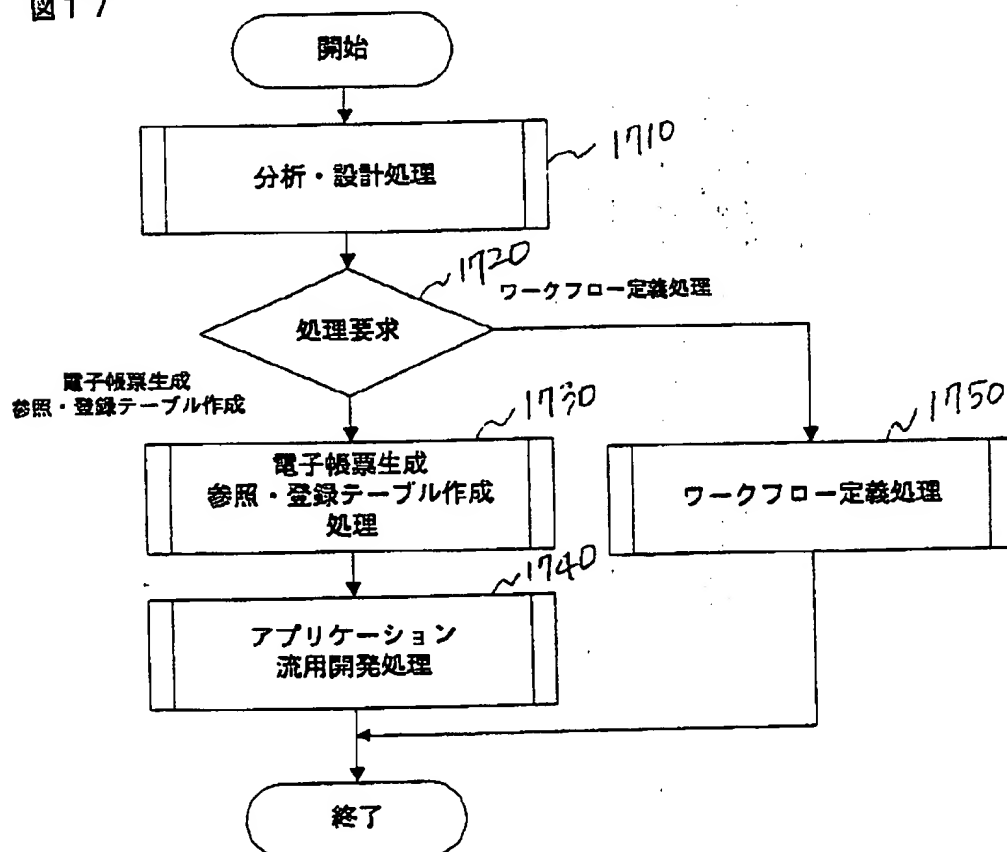 図17
開始
分析・設計処理
1710
1720
ワークフロー定義処理
処理要求
電子帳票生成
参照・登録テーブル作成
1730
1750
電子帳票生成
参照・登録テーブル作成
処理
ワークフロー定義処理
1740
アプリケーション
流用開発処理
終了